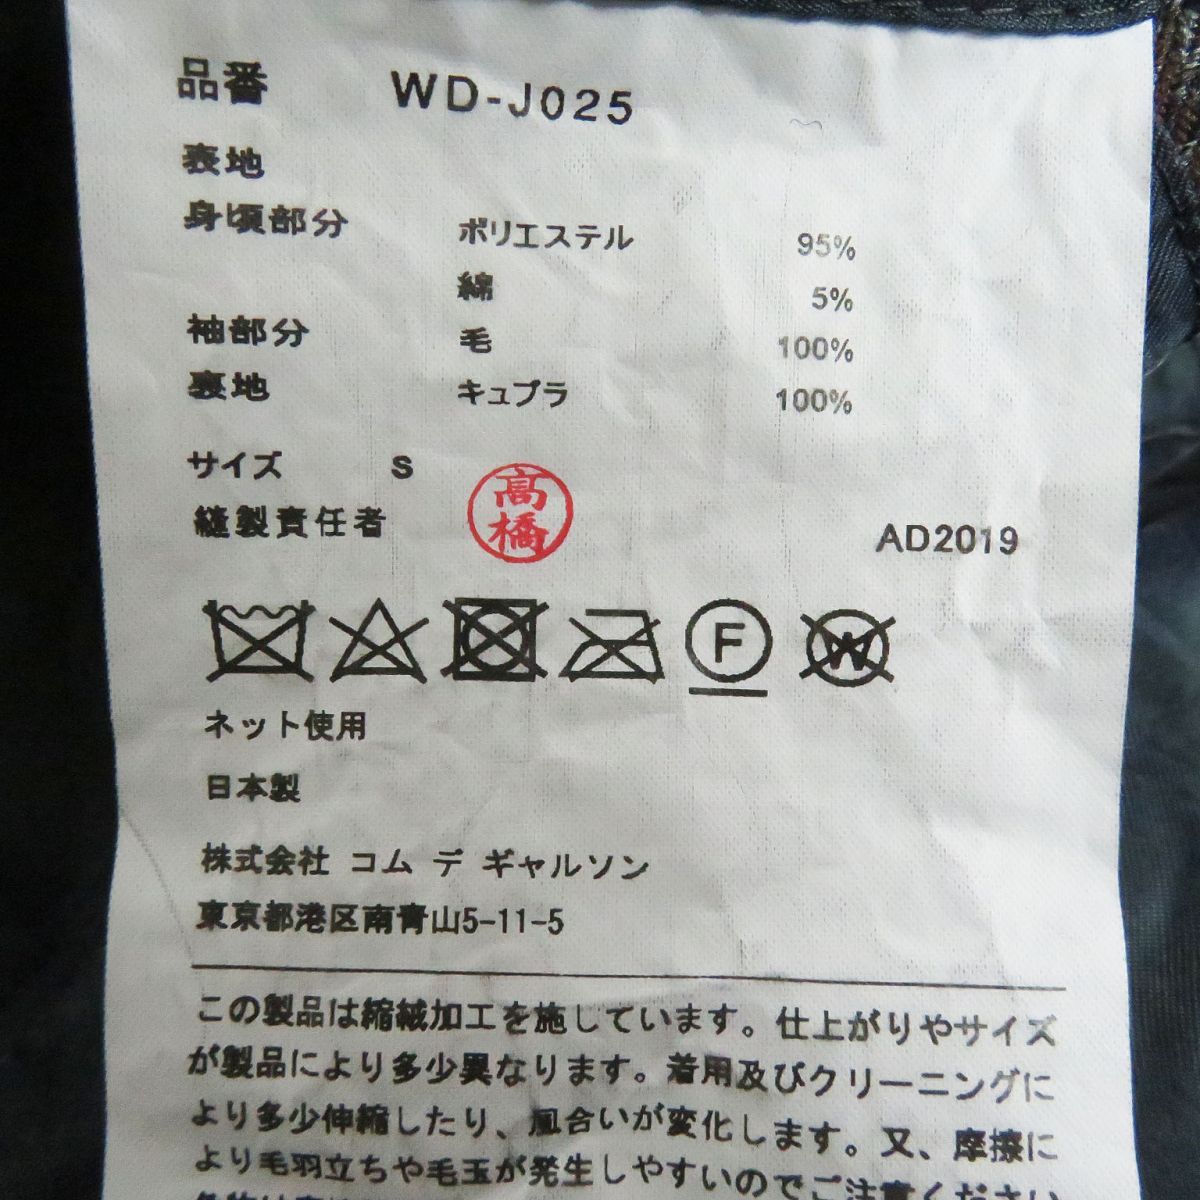 品番 WD-J025
表地
身頃部分 ポリエステル 95%
綿 5%
袖部分 毛 100%
裏地 キュプラ 100%
サイズ S
縫製責任者 高橋 AD2019
F W
ネット使用
日本製
株式会社 コム デ ギャルソン
東京都港区南青山5-11-5
この製品は縮絨加工を施しています。仕上がりやサイズ
が製品により多少異なります。着用及びクリーニングに
より多少伸縮したり、風合いが変化します。又、摩擦に
より毛羽立ちや毛玉が発生しやすいのでご注意ください